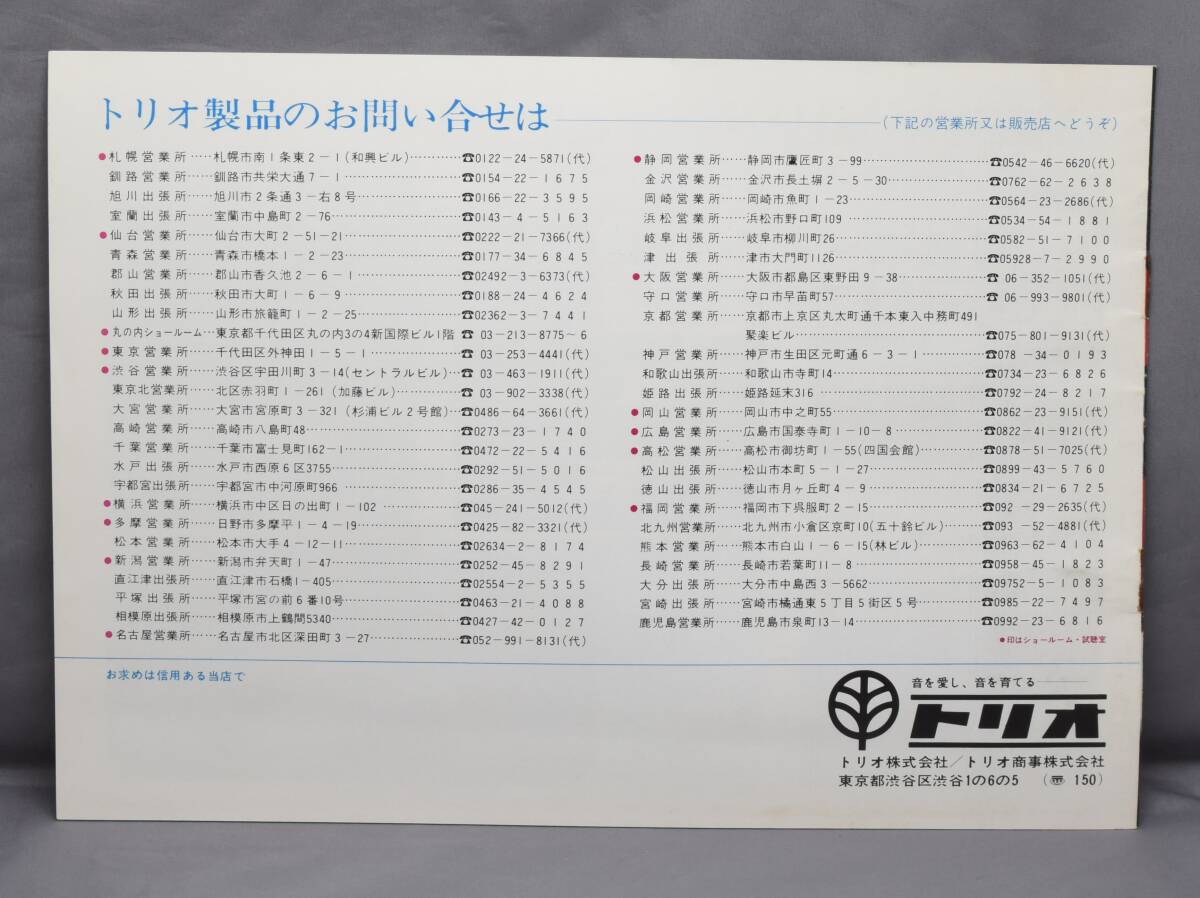 トリオ製品のお問い合せは
(下記の営業所又は販売店へどうぞ)
●札幌営業所……札幌市南1条東2-1(和興ビル)…………☎0122-24-5871(代)
釧路営業所……釧路市共栄大通7-1…………☎0154-22-1675
旭川出張所……旭川市2条通3-右8号…………☎0166-22-3595
室蘭出張所……室蘭市中島町2-76…………☎0143-4-5163
●仙台営業所……仙台市大町2-51-21…………☎0222-21-7366(代)
青森営業所……青森市橋本1-2-23…………☎0177-34-6845
郡山営業所……郡山市香久池2-6-1…………☎02492-3-6373(代)
秋田出張所……秋田市大町1-6-9…………☎0188-24-4624
山形出張所……山形市旅籠町1-2-25…………☎02362-3-7441
●丸の内ショールーム…東京都千代田区丸の内3の4新国際ビル1階 ☎ 03-213-8775~6
●東京営業所……千代田区外神田1-5-1…………☎ 03-253-4441(代)
●渋谷営業所……渋谷区宇田川町3-14(セントラルビル)…☎ 03-463-1911(代)
東京北営業所……北区赤羽町1-261(加藤ビル)…………☎ 03-902-3338(代)
大宮営業所……大宮市宮原町3-321(杉浦ビル2号館)…☎0486-64-3661(代)
高崎営業所……高崎市八島町48…………☎0273-23-1740
千葉営業所……千葉市富士見町162-1…………☎0472-22-5416
水戸出張所……水戸市西原6区3755…………☎0292-51-5016
宇都宮出張所……宇都宮市中河原町966…………☎0286-35-4545
●横浜営業所……横浜市中区日の出町1-102…………☎045-241-5012(代)
●多摩営業所……日野市多摩平1-4-19…………☎0425-82-3321(代)
松本営業所……松本市大手4-12-11…………☎02634-2-8174
●新潟営業所……新潟市弁天町1-47…………☎0252-45-8291
直江津出張所……直江津市石橋1-405…………☎02554-2-5355
平塚出張所……平塚市宮の前6番10号…………☎0463-21-4088
相模原出張所……相模原市上鶴間5340…………☎0427-42-0127
●名古屋営業所……名古屋市北区深田町3-27…………☎052-991-8131(代)
●静岡営業所……静岡市鷹匠町3-99…………☎0542-46-6620(代)
金沢営業所……金沢市長土塀2-5-30…………☎0762-62-2638
岡崎営業所……岡崎市魚町1-23…………☎0564-23-2686(代)
浜松営業所……浜松市野口町109…………☎0534-54-1881
岐阜出張所……岐阜市柳川町26…………☎0582-51-7100
津出張所……津市大門町1126…………☎05928-7-2990
●大阪営業所……大阪市都島区東野田9-38…………☎ 06-352-1051(代)
守口営業所……守口市早苗町57…………☎ 06-993-9801(代)
京都営業所……京都市上京区丸太町通千本東入中務町491
聚楽ビル…………☎075-801-9131(代)
神戸営業所……神戸市生田区元町通6-3-1…………☎078-34-0193
和歌山出張所……和歌山市寺町14…………☎0734-23-6826
姫路出張所……姫路延末316…………☎0792-24-8217
●岡山営業所……岡山市中之町55…………☎0862-23-9151(代)
●広島営業所……広島市国泰寺町1-10-8…………☎0822-41-9121(代)
●高松営業所……高松市御坊町1-55(四国会館)…………☎0878-51-7025(代)
松山出張所……松山市本町5-1-27…………☎0899-43-5760
徳山出張所……徳山市月ヶ丘町4-9…………☎0834-21-6725
●福岡営業所……福岡市下呉服町2-15…………☎092-29-2635(代)
北九州営業所……北九州市小倉区京町10(五十鈴ビル)…………☎093-52-4881(代)
熊本営業所……熊本市白山1-6-15(林ビル)…………☎0963-62-4104
長崎営業所……長崎市若葉町11-8…………☎0958-45-1823
大分出張所……大分市中島西3-5662…………☎09752-5-1083
宮崎出張所……宮崎市橘通東5丁目5街区5号…………☎0985-22-7497
鹿児島営業所……鹿児島市泉町13-14…………☎0992-23-6816
●印はショールーム・試聴室
お求めは信用ある当店で
音を愛し、音を育てる
トリオ
トリオ株式会社/トリオ商事株式会社
東京都渋谷区渋谷1の6の5 (〠 150)